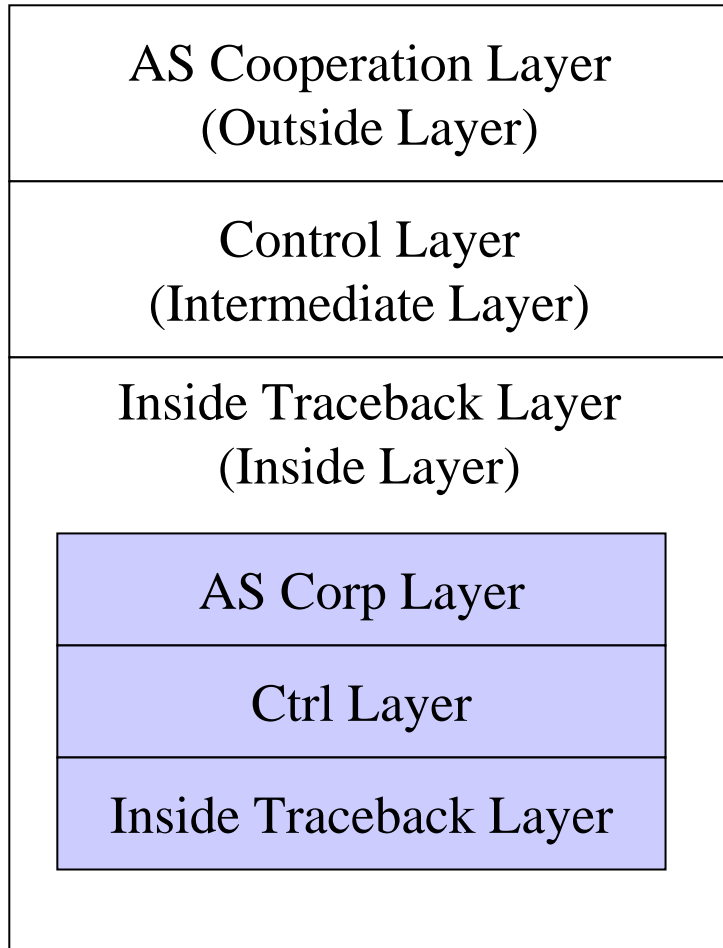 AS Cooperation Layer
(Outside Layer)
Control Layer
(Intermediate Layer)
Inside Traceback Layer
(Inside Layer)
AS Corp Layer
Ctrl Layer
Inside Traceback Layer